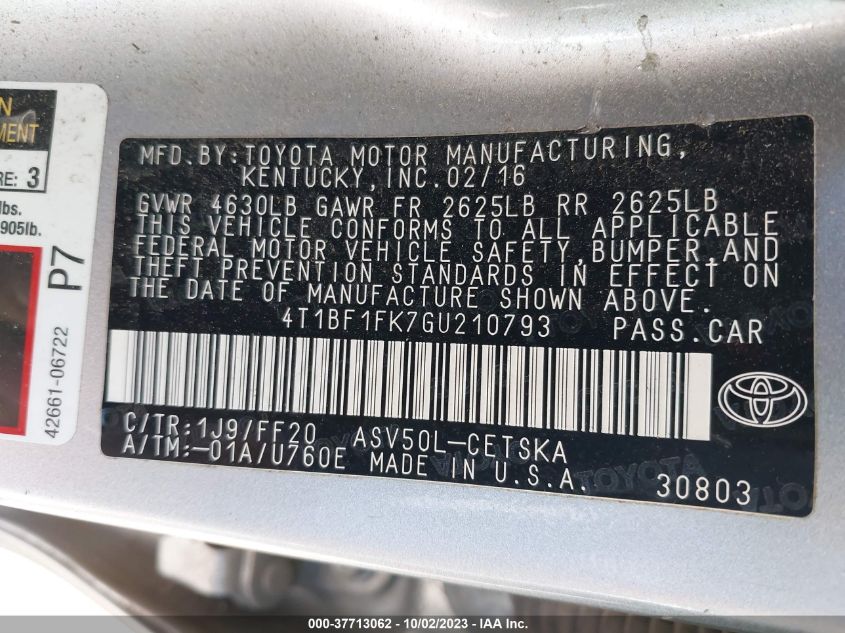 N
MENT
RE: 3
lbs.
905lb.
P7
42661-06722
MFD.BY:TOYOTA MOTOR MANUFACTURING,
KENTUCKY,INC.02/16
GVWR 4630LB GAWR FR 2625LB RR 2625LB
THIS VEHICLE CONFORMS TO ALL APPLICABLE
FEDERAL MOTOR VEHICLE SAFETY,BUMPER,AND
THEFT PREVENTION STANDARDS IN EFFECT ON
THE DATE OF MANUFACTURE SHOWN ABOVE.
4T1BF1FK7GU210793 PASS.CAR
C/TR:1J9/FF20 ASV50L-CETSKA
A/TM:-01A/U760E MADE IN U.S.A. 30803
000-37713062 - 10/02/2023 - IAAI.com